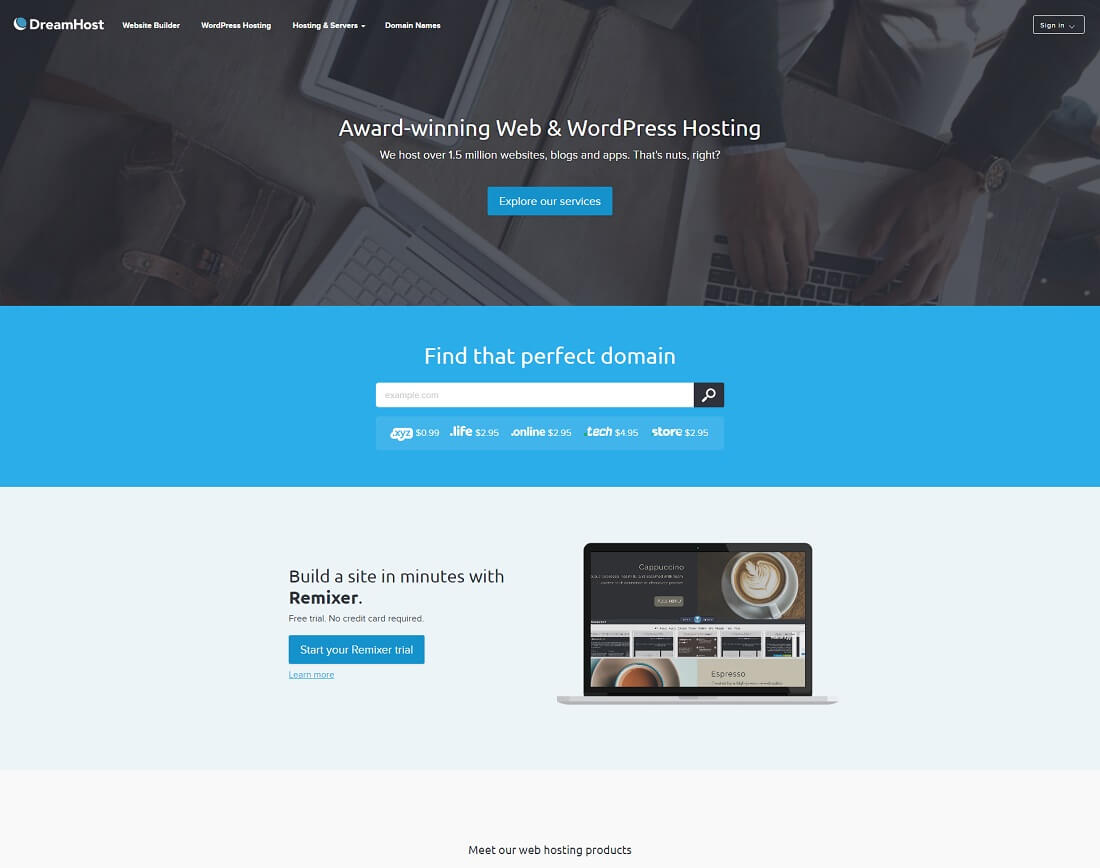 DreamHost
Website Builder
WordPress Hosting
Hosting & Servers
Domain Names
Sign in
Award-winning Web & WordPress Hosting
We host over 1.5 million websites, blogs and apps. That's nuts, right?
Explore our services
Find that perfect domain
example.com
.xyz $0.99 .life $2.95 .online $2.95 .tech $4.95 store $2.95
Build a site in minutes with
Remixer.
Free trial. No credit card required.
Start your Remixer trial
Learn more
Cappuccino
Espresso
Meet our web hosting products